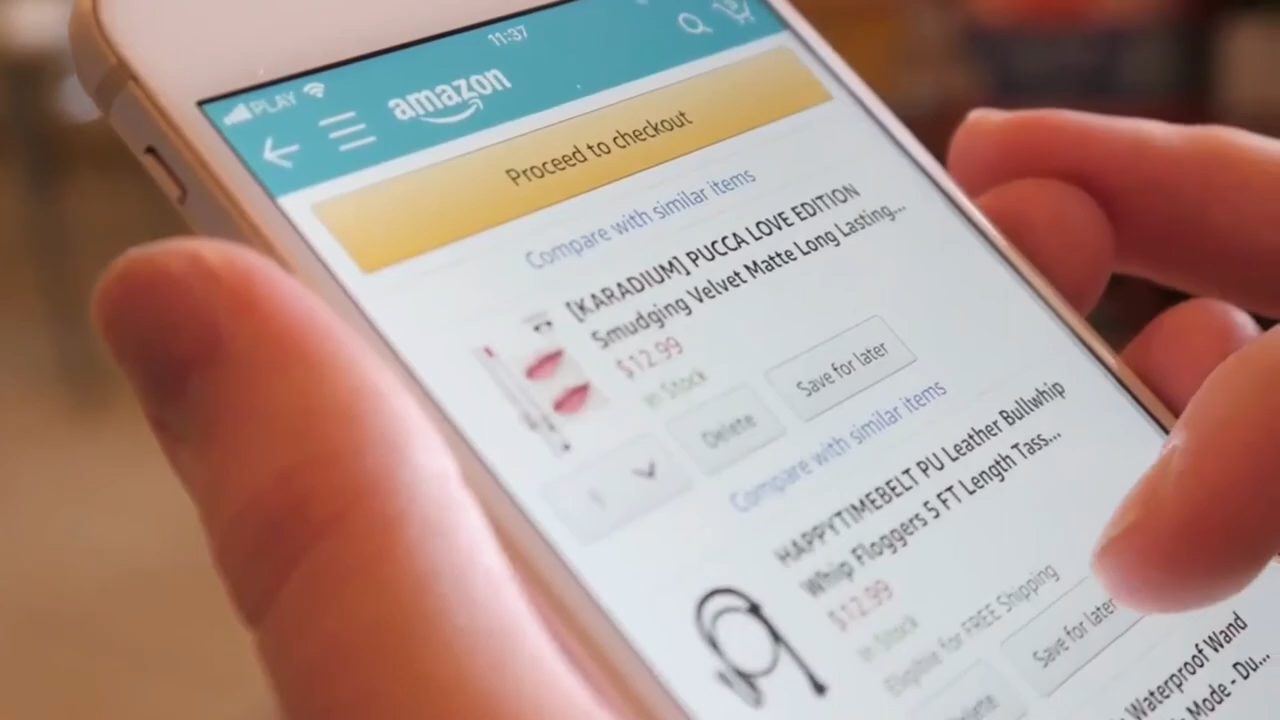 PLAY
11:37
amazon
Proceed to checkout
Compare with similar items
[KARADIUM] PUCCA LOVE EDITION
Smudging Velvet Matte Long Lasting...
$12.99
In Stock
Delete
Save for later
Compare with similar items
HAPPYTIMEBELT PU Leather Bullwhip
Whip Floggers 5 FT Length Tass...
$12.99
In Stock
Eligible for FREE Shipping
Save for later
Waterproof Wand
Mode - Du...